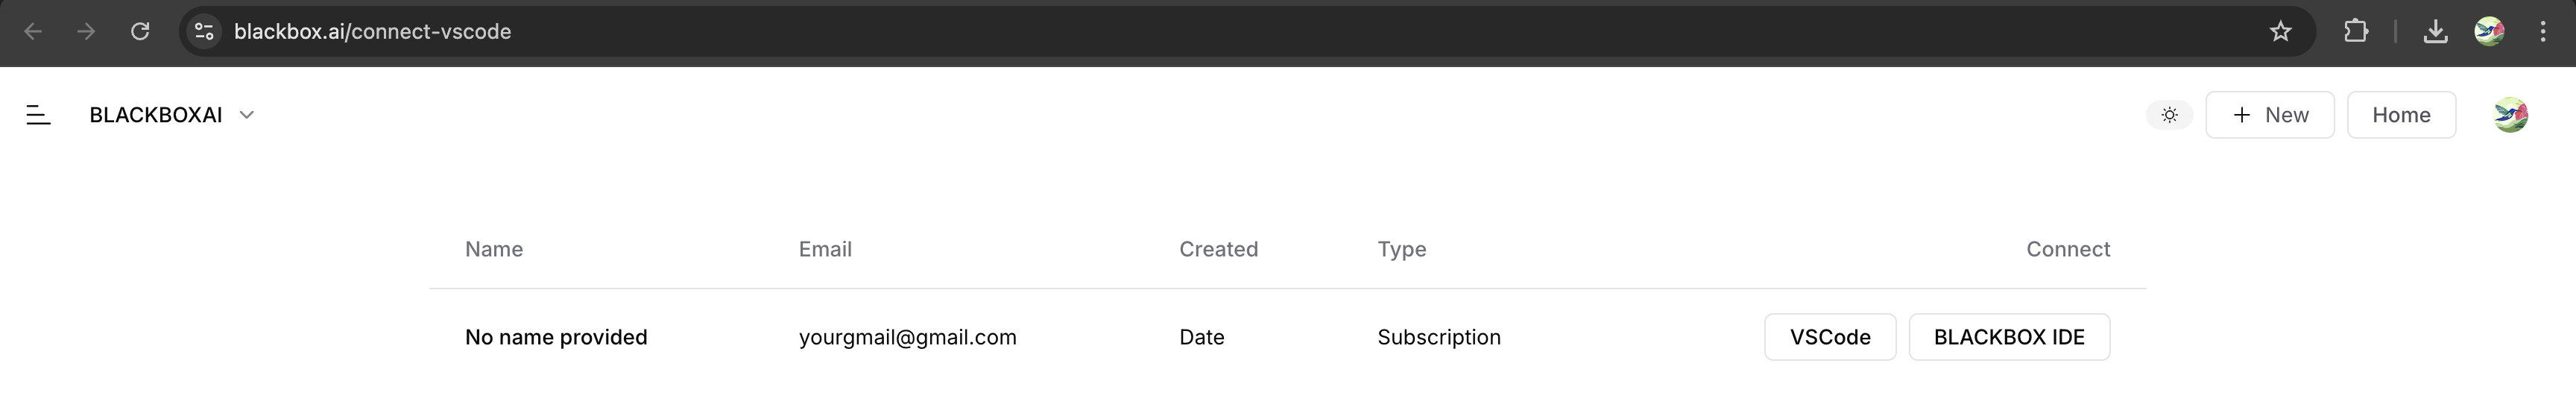 blackbox.ai/connect-vscode
BLACKBOXAI
New Home
Name Email Created Type Connect
No name provided yourgmail@gmail.com Date Subscription VSCode BLACKBOX IDE